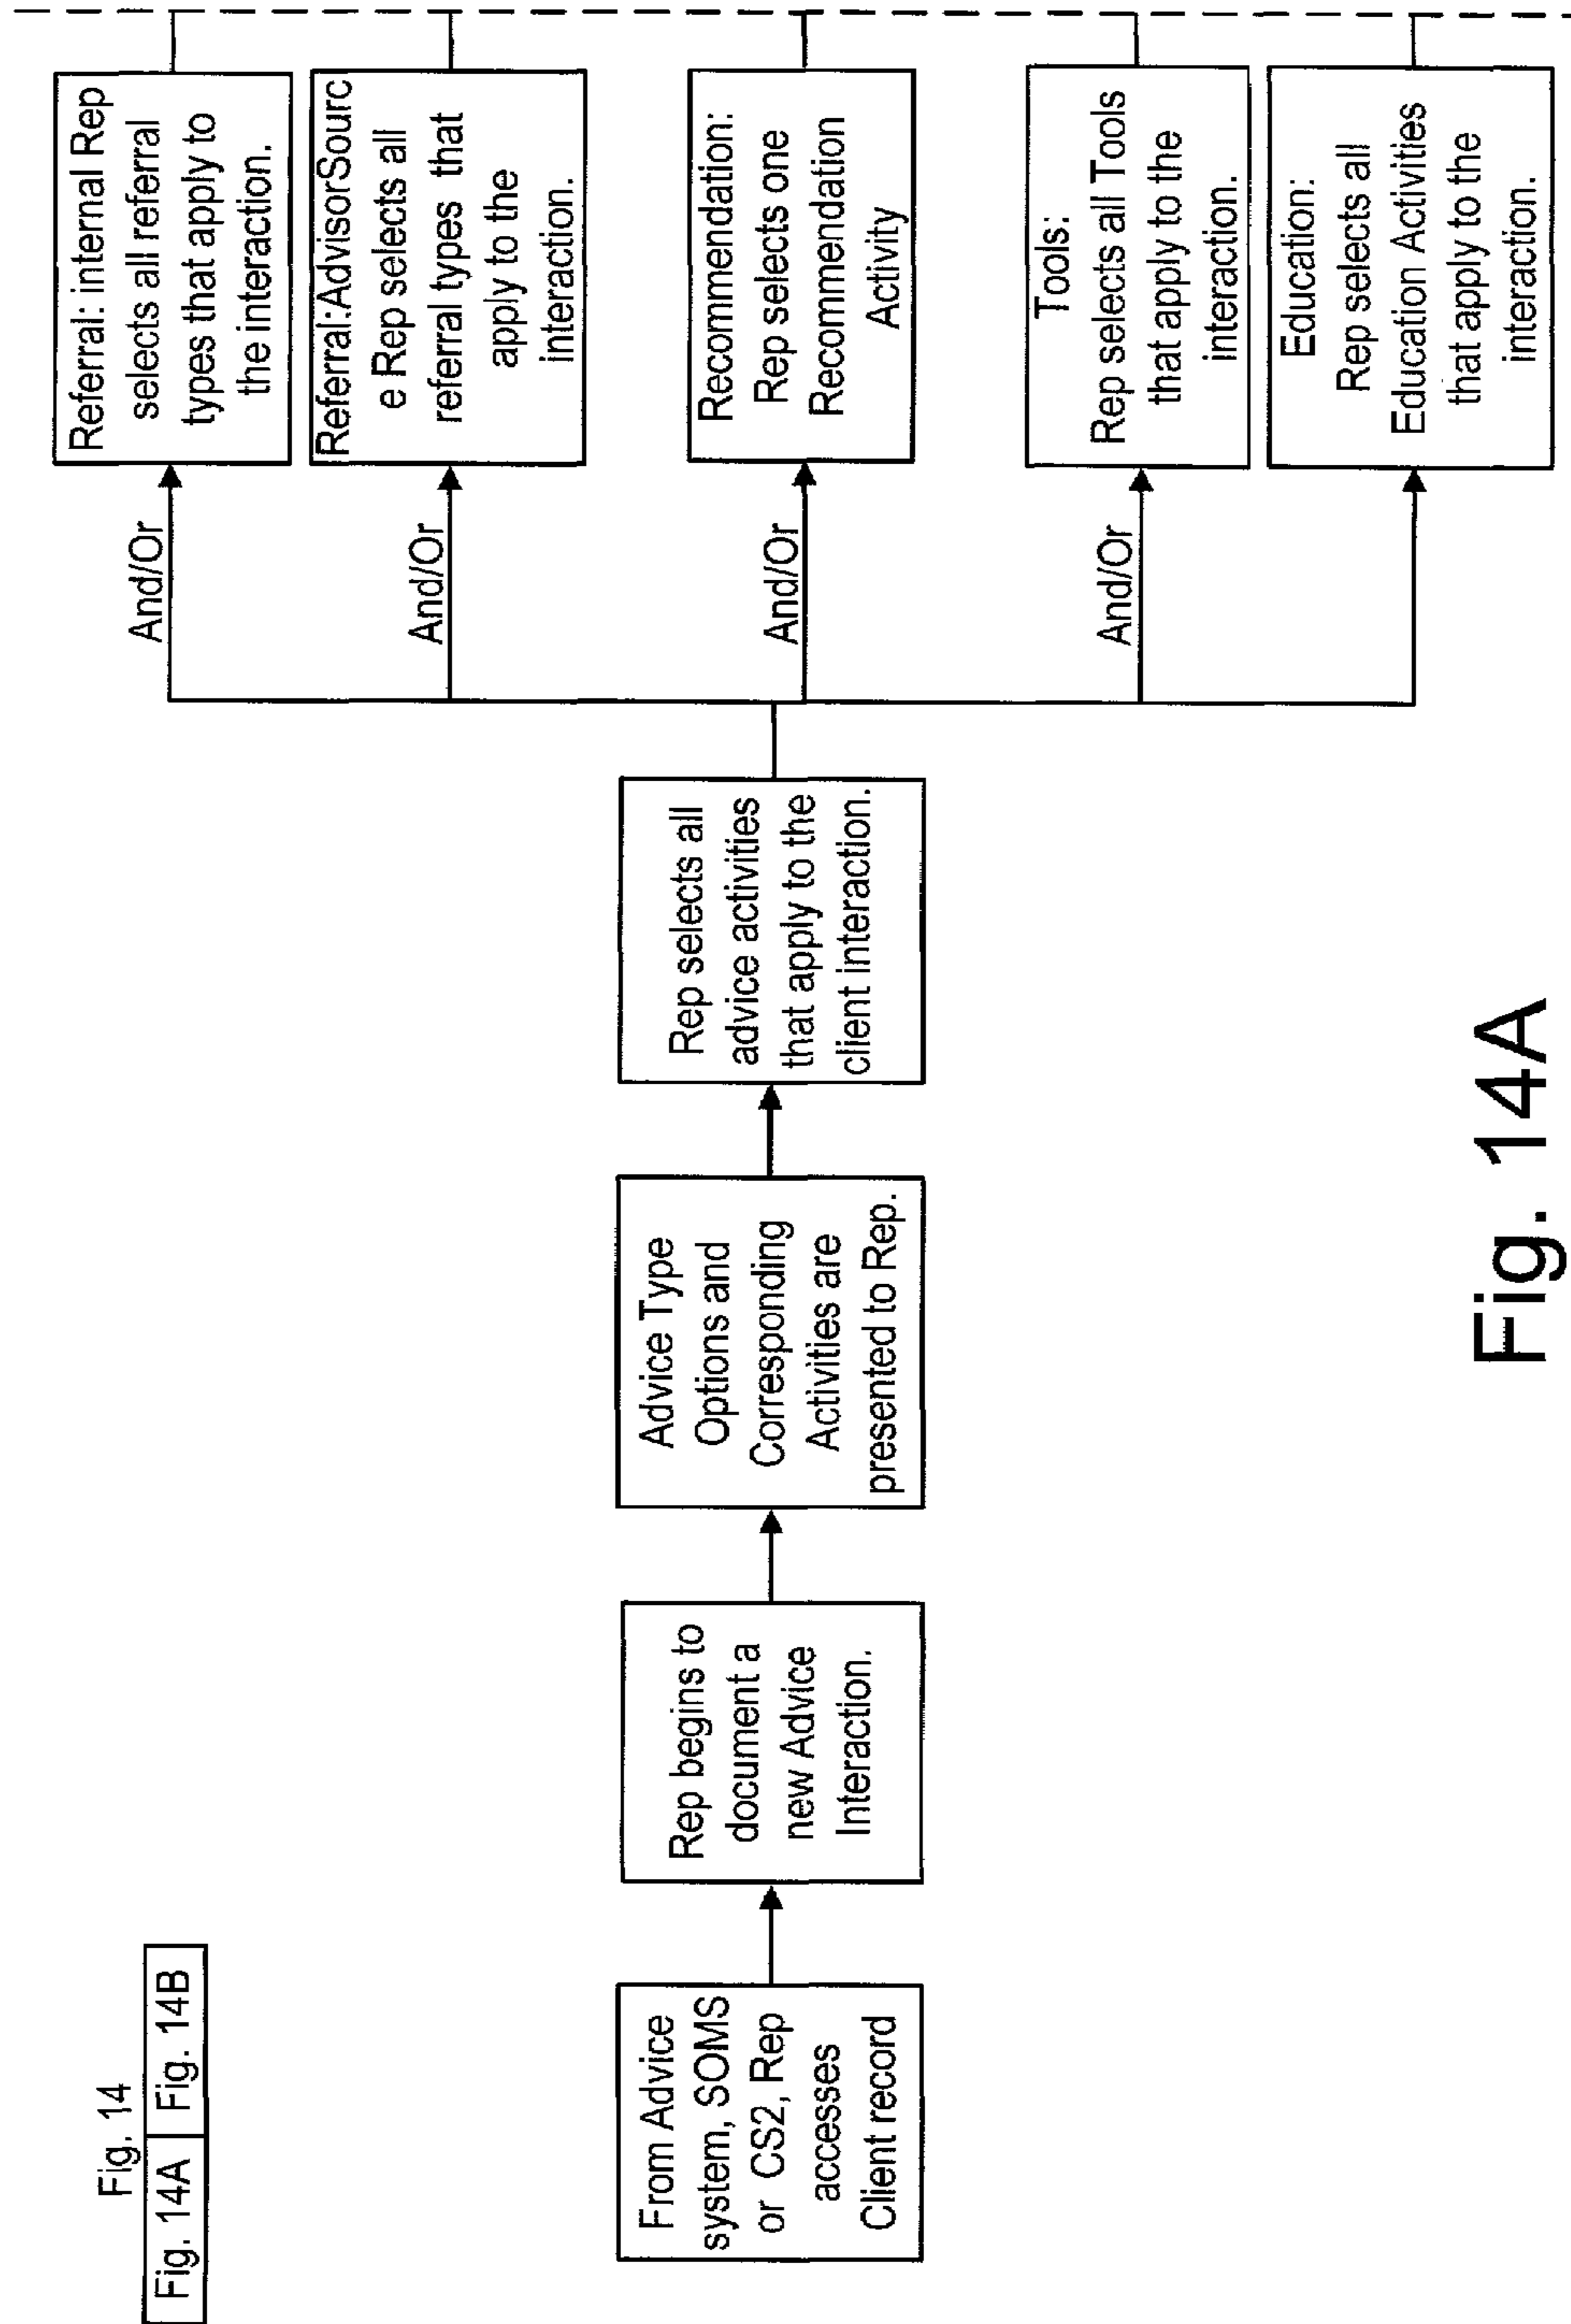 Fig. 14
Fig. 14A
Fig. 14B
From Advice
system, SOMS
or CS2, Rep
accesses
Client record
Rep begins to
document a
new Advice
Interaction.
Advice Type
Options and
Corresponding
Activities are
presented to Rep.
Rep selects all
advice activities
that apply to the
client interaction.
And/Or
Referral: internal Rep
selects all referral
types that apply to
the interaction.
And/Or
Referral:AdvisorSourc
e Rep selects all
referral types that
apply to the
interaction.
And/Or
Recommendation:
Rep selects one
Recommendation
Activity
And/Or
Tools:
Rep selects all Tools
that apply to the
interaction.
Education:
Rep selects all
Education Activities
that apply to the
interaction.
Fig. 14A